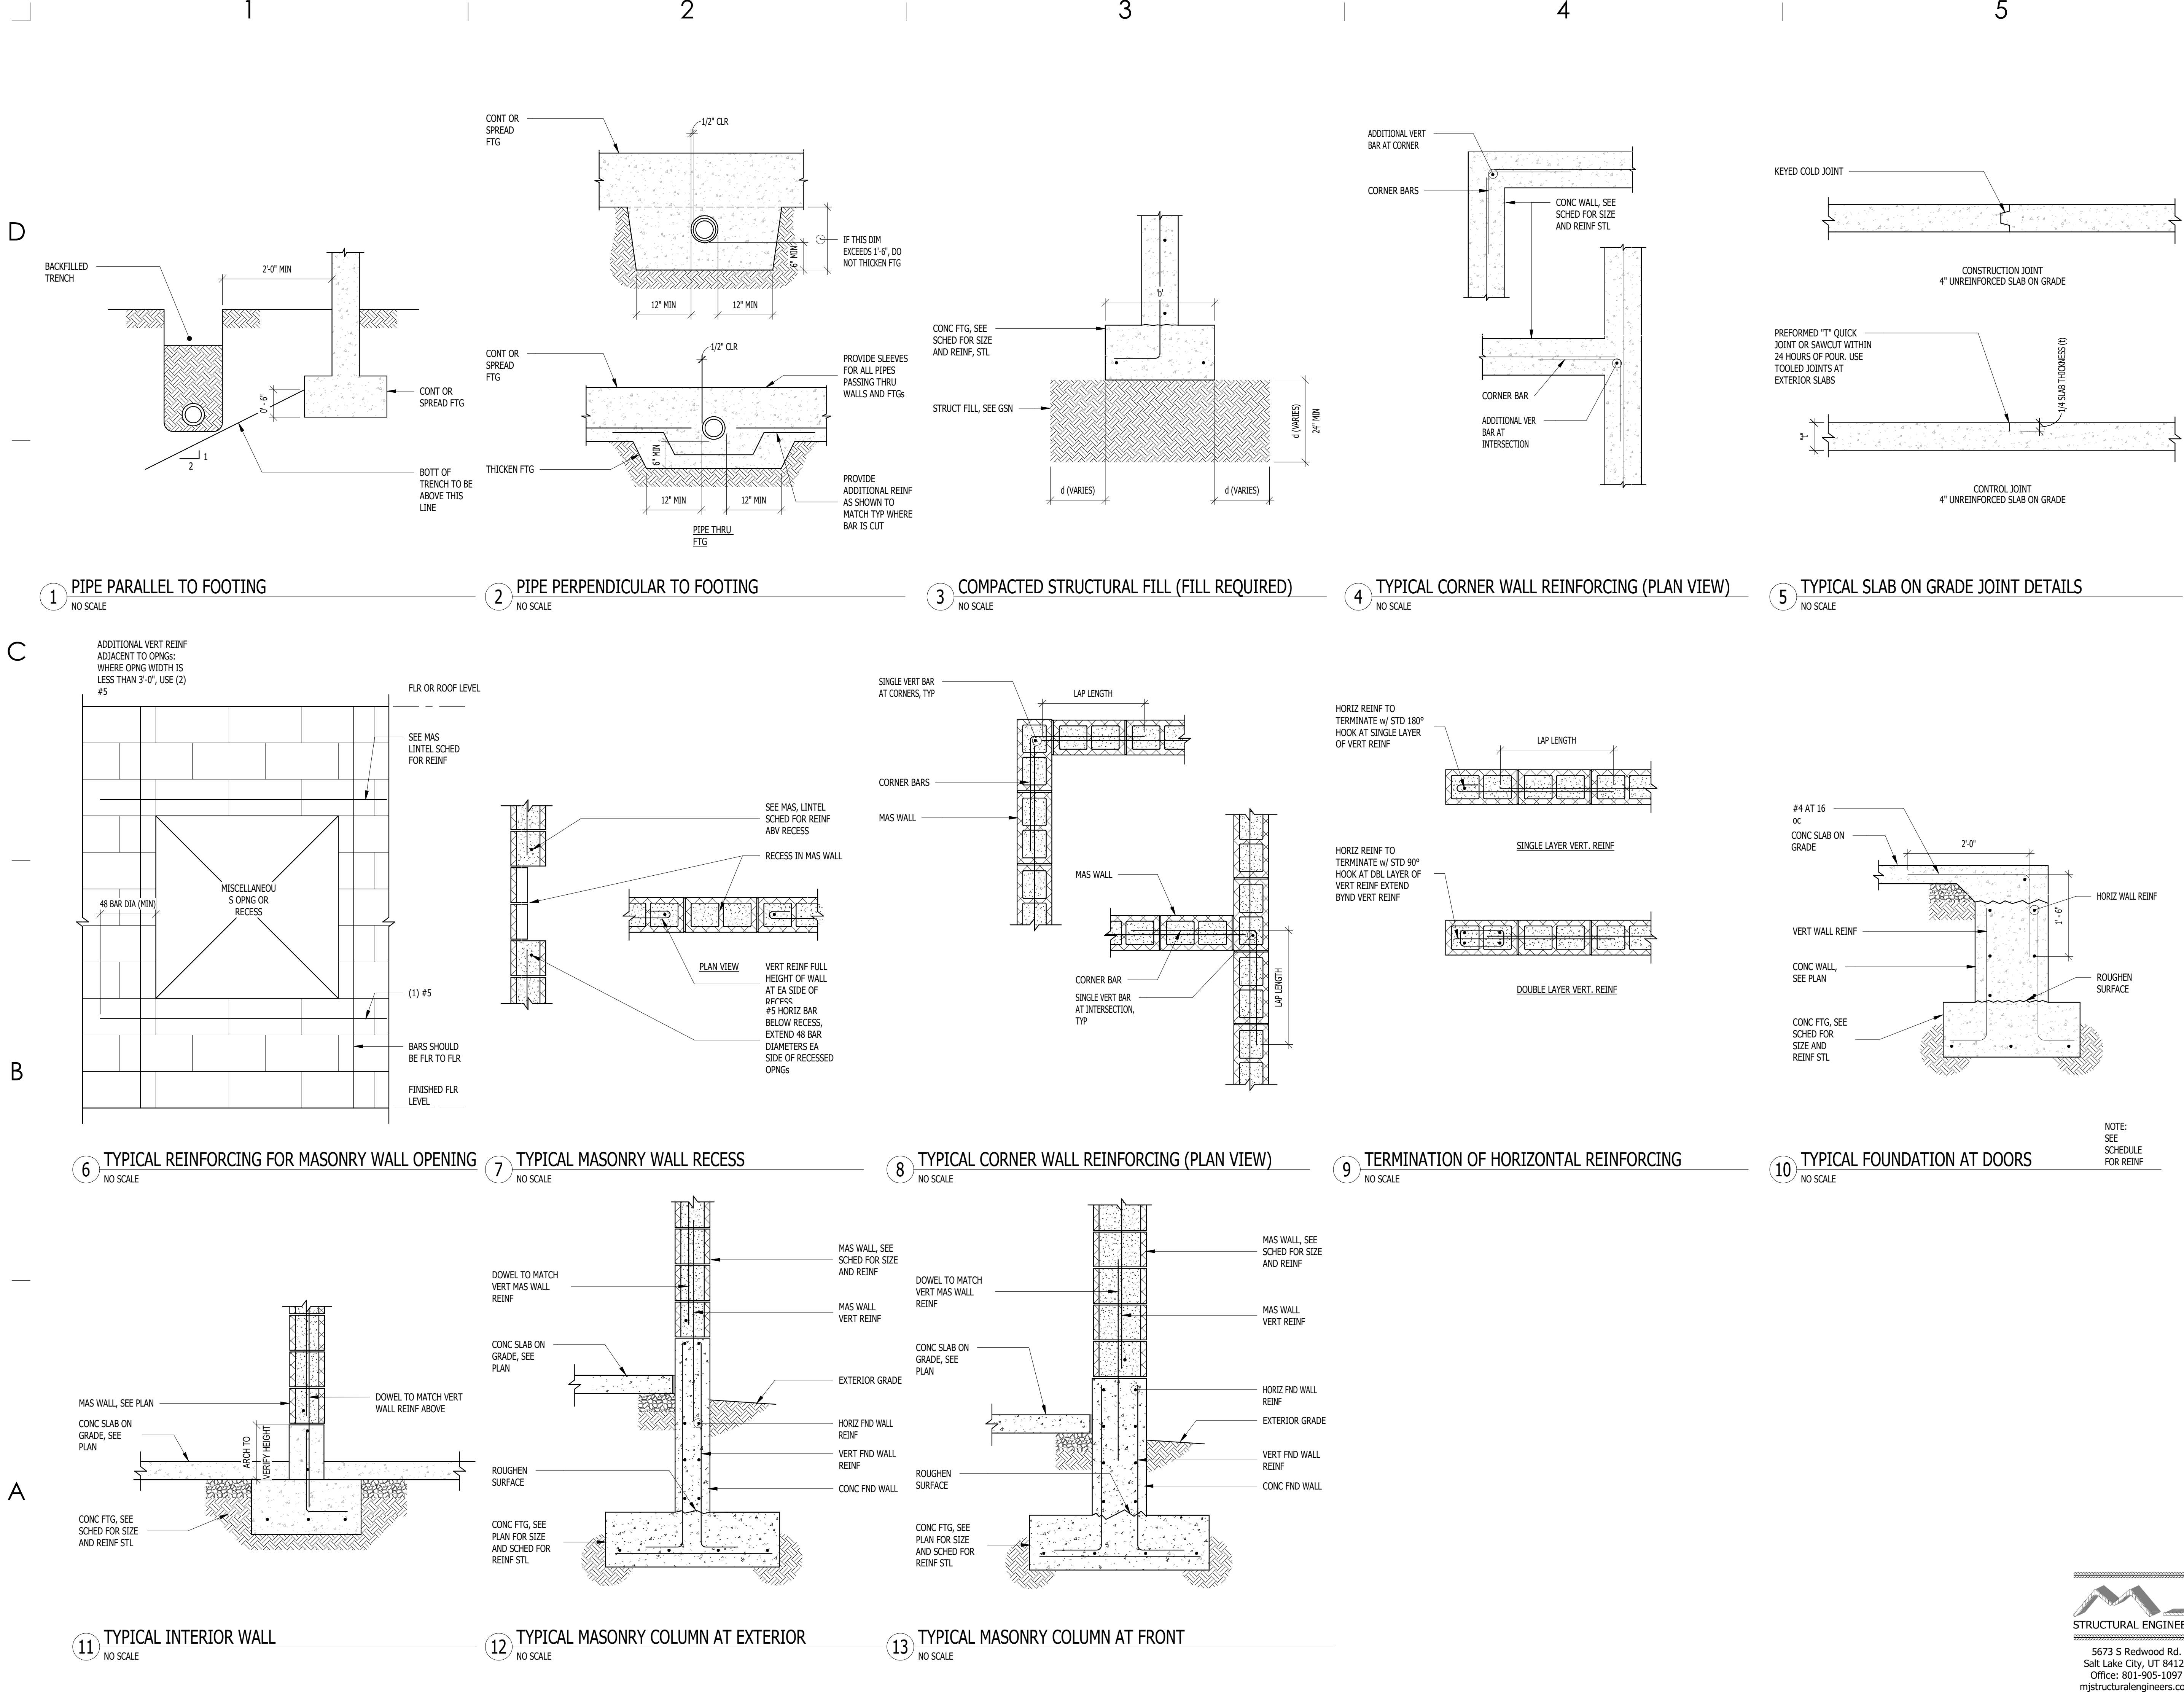 1
2
3
4
5
D
C
B
A
BACKFILLED
TRENCH
2'-0" MIN
0' - 6"
1
2
CONT OR
SPREAD FTG
BOTT OF
TRENCH TO BE
ABOVE THIS
LINE
1
PIPE PARALLEL TO FOOTING
NO SCALE
CONT OR
SPREAD
FTG
1/2" CLR
6" MIN
IF THIS DIM
EXCEEDS 1'-6", DO
NOT THICKEN FTG
12" MIN
12" MIN
CONT OR
SPREAD
FTG
1/2" CLR
PROVIDE SLEEVES
FOR ALL PIPES
PASSING THRU
WALLS AND FTGs
THICKEN FTG
6" MIN
12" MIN
12" MIN
PROVIDE
ADDITIONAL REINF
AS SHOWN TO
MATCH TYP WHERE
BAR IS CUT
PIPE THRU
FTG
2
PIPE PERPENDICULAR TO FOOTING
NO SCALE
'b'
CONC FTG, SEE
SCHED FOR SIZE
AND REINF, STL
STRUCT FILL, SEE GSN
d (VARIES)
24" MIN
d (VARIES)
d (VARIES)
3
COMPACTED STRUCTURAL FILL (FILL REQUIRED)
NO SCALE
ADDITIONAL VERT
BAR AT CORNER
CORNER BARS
CONC WALL, SEE
SCHED FOR SIZE
AND REINF STL
CORNER BAR
ADDITIONAL VER
BAR AT
INTERSECTION
4
TYPICAL CORNER WALL REINFORCING (PLAN VIEW)
NO SCALE
KEYED COLD JOINT
CONSTRUCTION JOINT
4" UNREINFORCED SLAB ON GRADE
PREFORMED "T" QUICK
JOINT OR SAWCUT WITHIN
24 HOURS OF POUR. USE
TOOLED JOINTS AT
EXTERIOR SLABS
1/4 SLAB THICKNESS (t)
"t"
CONTROL JOINT
4" UNREINFORCED SLAB ON GRADE
5
TYPICAL SLAB ON GRADE JOINT DETAILS
NO SCALE
ADDITIONAL VERT REINF
ADJACENT TO OPNGs:
WHERE OPNG WIDTH IS
LESS THAN 3'-0", USE (2)
#5
FLR OR ROOF LEVEL
SEE MAS
LINTEL SCHED
FOR REINF
MISCELLANEOU
S OPNG OR
RECESS
48 BAR DIA (MIN)
(1) #5
BARS SHOULD
BE FLR TO FLR
FINISHED FLR
LEVEL
6
TYPICAL REINFORCING FOR MASONRY WALL OPENING
NO SCALE
SEE MAS, LINTEL
SCHED FOR REINF
ABV RECESS
RECESS IN MAS WALL
PLAN VIEW
VERT REINF FULL
HEIGHT OF WALL
AT EA SIDE OF
RECESS
#5 HORIZ BAR
BELOW RECESS,
EXTEND 48 BAR
DIAMETERS EA
SIDE OF RECESSED
OPNGs
7
TYPICAL MASONRY WALL RECESS
NO SCALE
SINGLE VERT BAR
AT CORNERS, TYP
LAP LENGTH
CORNER BARS
MAS WALL
MAS WALL
CORNER BAR
SINGLE VERT BAR
AT INTERSECTION,
TYP
LAP LENGTH
8
TYPICAL CORNER WALL REINFORCING (PLAN VIEW)
NO SCALE
HORIZ REINF TO
TERMINATE w/ STD 180°
HOOK AT SINGLE LAYER
OF VERT REINF
LAP LENGTH
SINGLE LAYER VERT. REINF
HORIZ REINF TO
TERMINATE w/ STD 90°
HOOK AT DBL LAYER OF
VERT REINF EXTEND
BYND VERT REINF
DOUBLE LAYER VERT. REINF
9
TERMINATION OF HORIZONTAL REINFORCING
NO SCALE
#4 AT 16
oc
CONC SLAB ON
GRADE
2'-0"
HORIZ WALL REINF
1' - 6"
VERT WALL REINF
CONC WALL,
SEE PLAN
ROUGHEN
SURFACE
CONC FTG, SEE
SCHED FOR
SIZE AND
REINF STL
NOTE:
SEE
SCHEDULE
FOR REINF
10
TYPICAL FOUNDATION AT DOORS
NO SCALE
MAS WALL, SEE PLAN
CONC SLAB ON
GRADE, SEE
PLAN
ARCH TO
VERIFY HEIGHT
DOWEL TO MATCH VERT
WALL REINF ABOVE
CONC FTG, SEE
SCHED FOR SIZE
AND REINF STL
11
TYPICAL INTERIOR WALL
NO SCALE
DOWEL TO MATCH
VERT MAS WALL
REINF
CONC SLAB ON
GRADE, SEE
PLAN
ROUGHEN
SURFACE
CONC FTG, SEE
PLAN FOR SIZE
AND SCHED FOR
REINF STL
MAS WALL, SEE
SCHED FOR SIZE
AND REINF
MAS WALL
VERT REINF
EXTERIOR GRADE
HORIZ FND WALL
REINF
VERT FND WALL
REINF
CONC FND WALL
12
TYPICAL MASONRY COLUMN AT EXTERIOR
NO SCALE
DOWEL TO MATCH
VERT MAS WALL
REINF
CONC SLAB ON
GRADE, SEE
PLAN
ROUGHEN
SURFACE
CONC FTG, SEE
PLAN FOR SIZE
AND SCHED FOR
REINF STL
MAS WALL, SEE
SCHED FOR SIZE
AND REINF
MAS WALL
VERT REINF
HORIZ FND WALL
REINF
EXTERIOR GRADE
VERT FND WALL
REINF
CONC FND WALL
13
TYPICAL MASONRY COLUMN AT FRONT
NO SCALE
STRUCTURAL ENGINEE
5673 S Redwood Rd.
Salt Lake City, UT 8412
Office: 801-905-1097
mjstructuralengineers.co